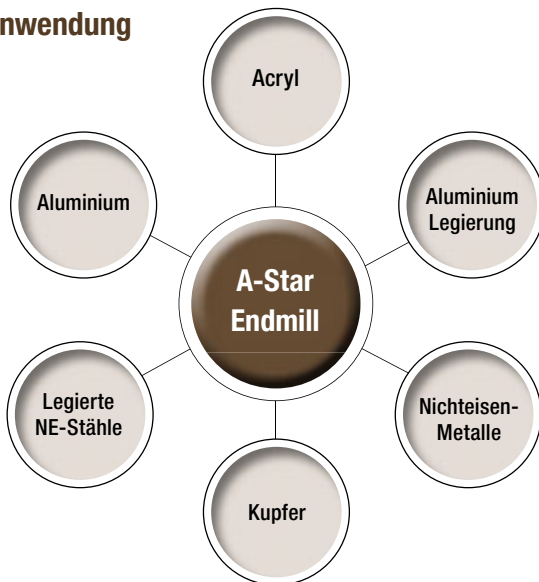 nwendung
Acryl
Aluminium
Aluminium
Legierung
A-Star
Endmill
Legierte
NE-Stähle
Nichteisen-
Metalle
Kupfer